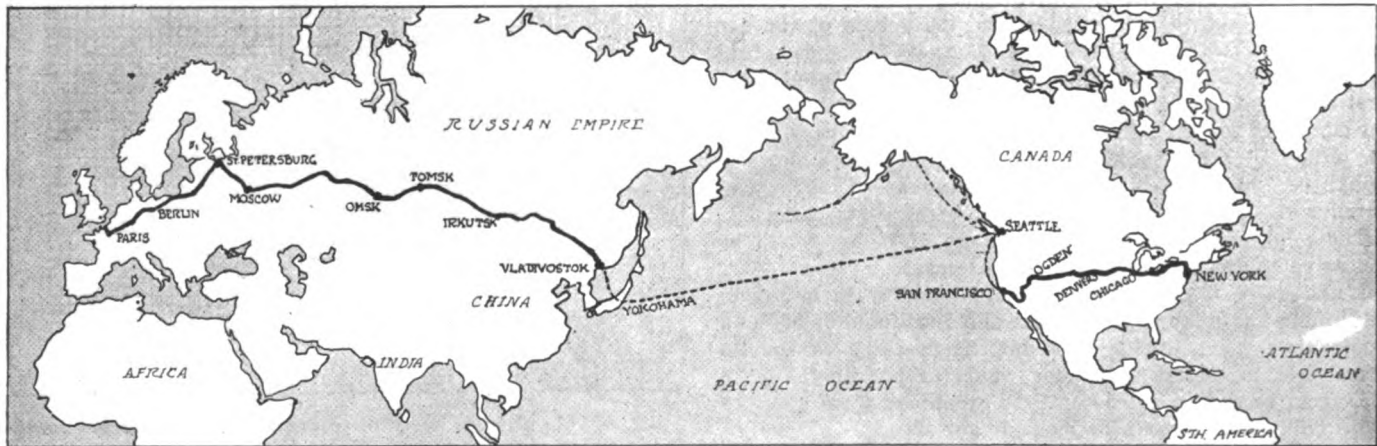 RUSSIAN EMPIRE
CANADA
ST. PETERSBURG
TOMSK
MOSCOW
OMSK
BERLIN
IRKUTSK
PARIS
SEATTLE
VLADIVOSTOK
OGDEN
DENVER
CHICAGO
NEW YORK
SAN FRANCISCO
CHINA
YOKOHAMA
INDIA
AFRICA
PACIFIC OCEAN
ATLANTIC
OCEAN
STH. AMERICA